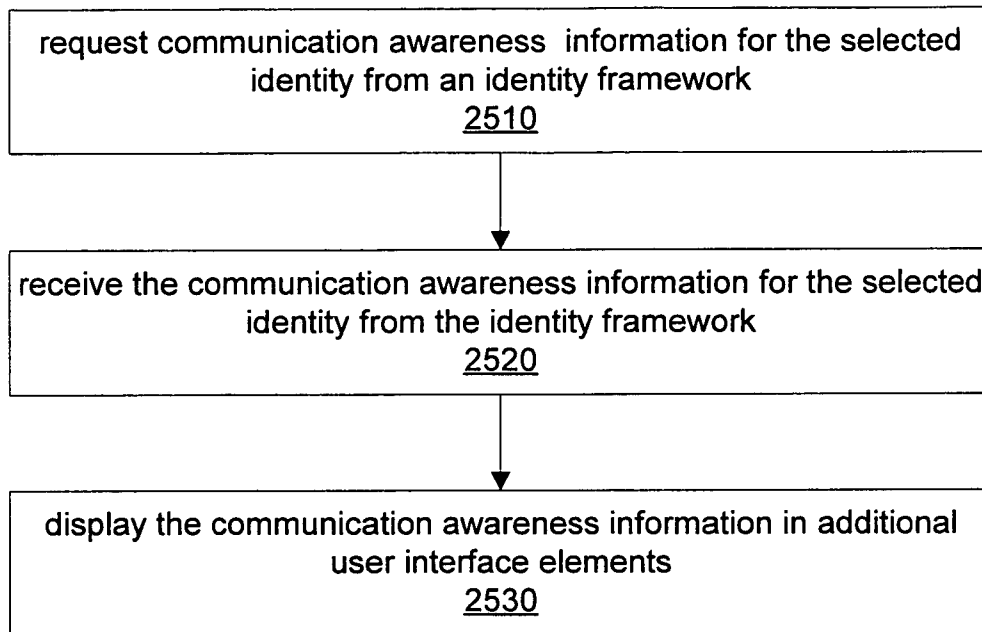 request communication awareness information for the selected
identity from an identity framework
2510
receive the communication awareness information for the selected
identity from the identity framework
2520
display the communication awareness information in additional
user interface elements
2530